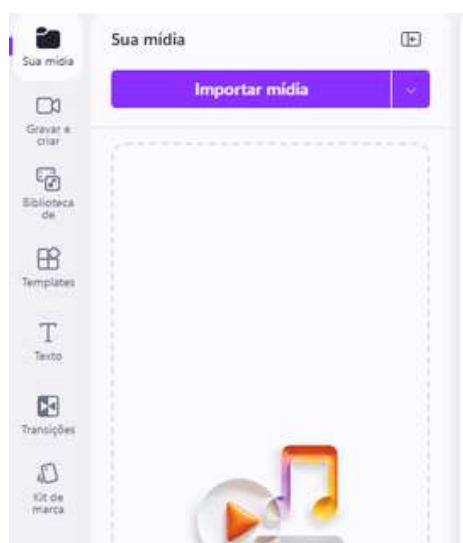 Sua mídia
Sua mídia
Importar mídia
Gravar e
criar
Biblioteca
de
Templates
Texto
Transições
Kit de
marca